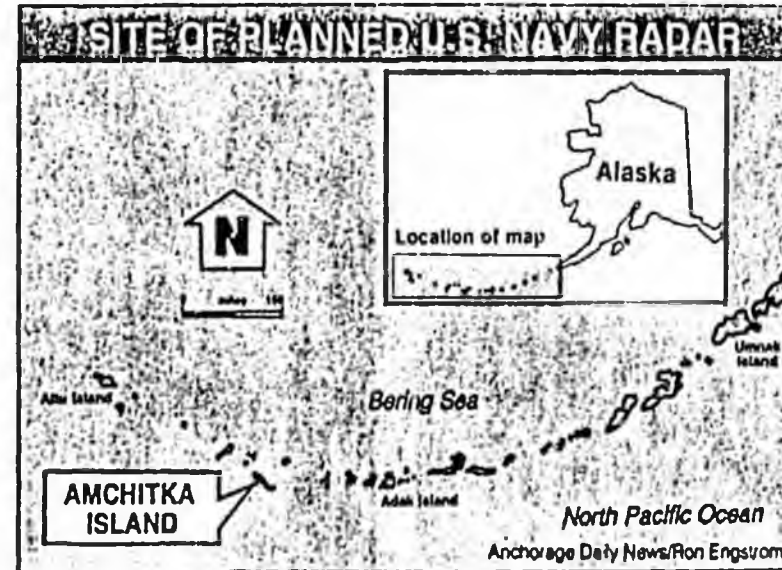 SITE OF PLANNED U.S. NAVY RADAR
Alaska
Location of map
N
miles
Attu Island
Bering Sea
Umnak
Island
AMCHITKA
ISLAND
Adak Island
North Pacific Ocean
Anchorage Daily News/Ron Engstrom